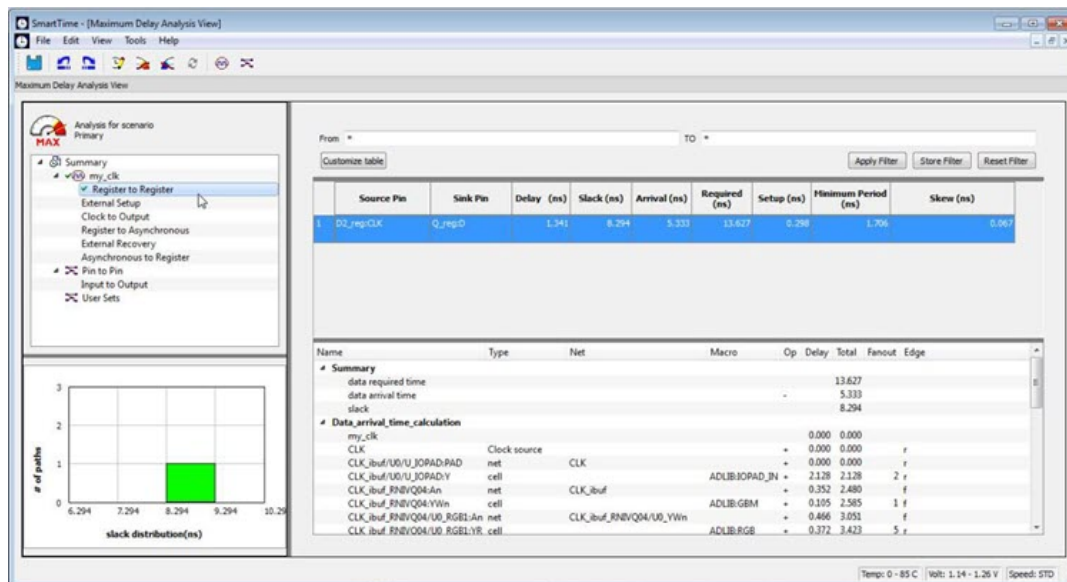 SmartTime - [Maximum Delay Analysis View]
File Edit View Tools Help
Maximum Delay Analysis View
Analysis for scenario
Primary
MAX
Summary
my_clk
Register to Register
External Setup
Clock to Output
Register to Asynchronous
External Recovery
Asynchronous to Register
Pin to Pin
Input to Output
User Sets
From * TO *
Customize table Apply Filter Store Filter Reset Filter
Source Pin Sink Pin Delay (ns) Slack (ns) Arrival (ns) Required (ns) Setup (ns) Minimum Period (ns) Skew (ns)
1 D2_reg:CLK Q_reg:D 1.341 8.294 5.333 13.627 0.298 1.706 0.067
Name Type Net Macro Op Delay Total Fanout Edge
Summary
data required time 13.627
data arrival time - 5.333
slack 8.294
Data_arrival_time_calculation
my_clk 0.000 0.000
CLK Clock source + 0.000 0.000 r
CLK_ibuf/U0/U_IOPAD:PAD net CLK + 0.000 0.000 r
CLK_ibuf/U0/U_IOPAD:Y cell ADLIB:IOPAD_IN + 2.128 2.128 2 r
CLK_ibuf_RNIVQ04:An net CLK_ibuf + 0.352 2.480 f
CLK_ibuf_RNIVQ04:YWn cell ADLIB:GBM + 0.105 2.585 1 f
CLK_ibuf_RNIVQ04/U0_RGB1:An net CLK_ibuf_RNIVQ04/U0_YWn + 0.466 3.051 f
CLK_ibuf_RNIVQ04/U0_RGB1:YR cell ADLIB:RGB + 0.372 3.423 5 r
# of paths
3
2
1
0
6.294 7.294 8.294 9.294 10.29
slack distribution(ns)
Temp: 0 - 85 C Volt: 1.14 - 1.26 V Speed: STD